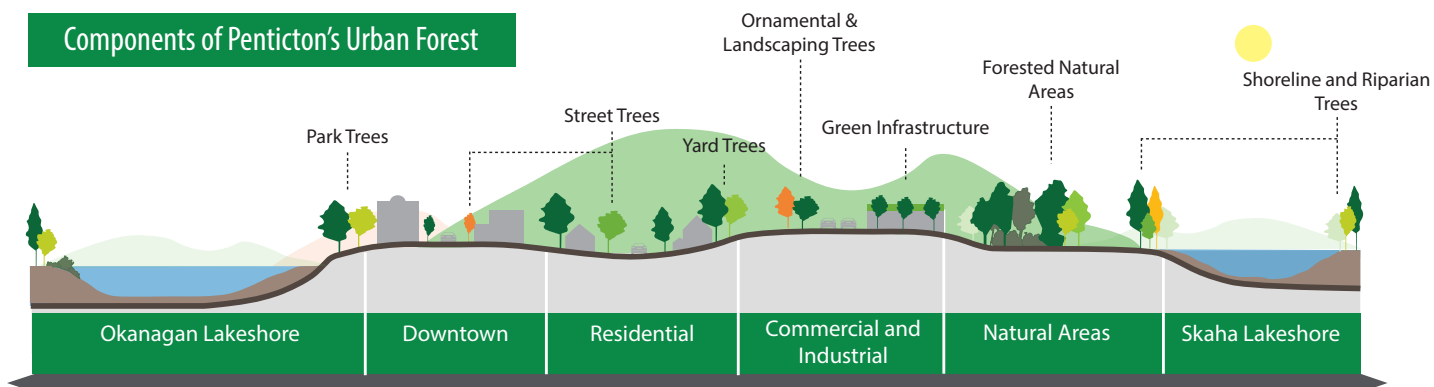 Components of Penticton's Urban Forest
Ornamental &
Landscaping Trees
Forested Natural
Areas
Shoreline and Riparian
Trees
Street Trees
Green Infrastructure
Park Trees
Yard Trees
Okanagan Lakeshore
Downtown
Residential
Commercial and
Industrial
Natural Areas
Skaha Lakeshore